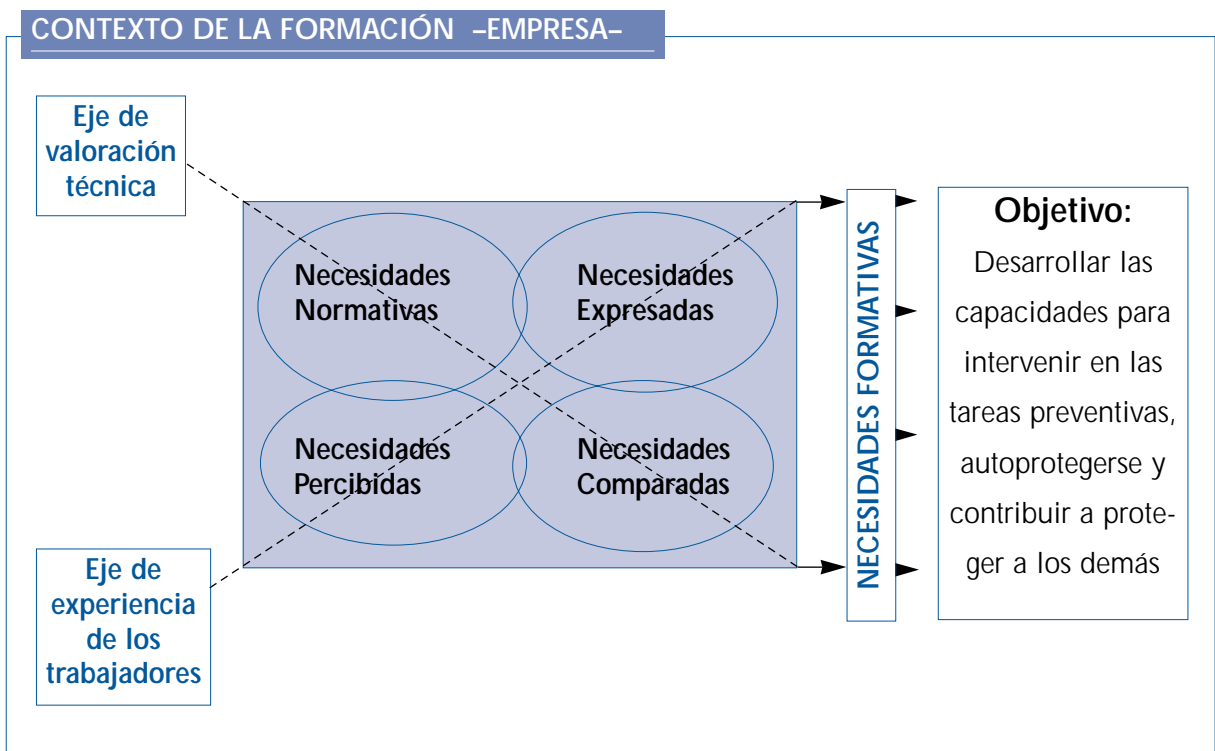 CONTEXTO DE LA FORMACIÓN –EMPRESA–
Eje de
valoración
técnica
Necesidades
Normativas
Necesidades
Expresadas
Necesidades
Percibidas
Necesidades
Comparadas
Eje de
experiencia
de los
trabajadores
NECESIDADES FORMATIVAS
Objetivo:
Desarrollar las
capacidades para
intervenir en las
tareas preventivas,
autoprotegerse y
contribuir a prote-
ger a los demás